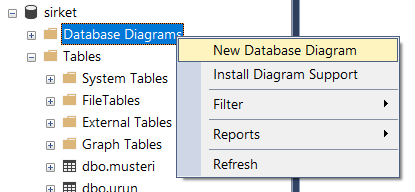 sirket
Database Diagrams
Tables
System Tables
FileTables
External Tables
Graph Tables
dbo.musteri
dbo.urun
New Database Diagram
Install Diagram Support
Filter
Reports
Refresh